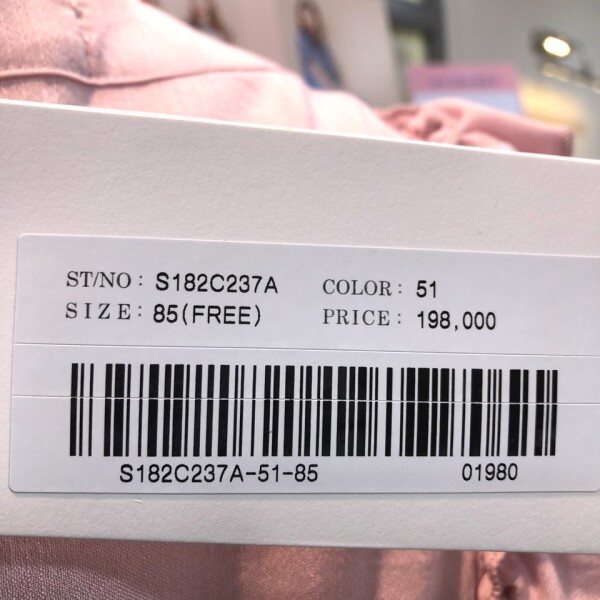 ST/NO: S182C237A COLOR: 51
SIZE: 85(FREE) PRICE: 198,000
S182C237A-51-85 01980